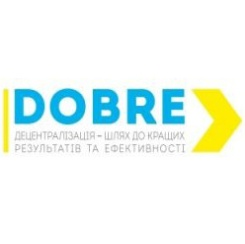 DOBRE
ДЕЦЕНТРАЛІЗАЦІЯ – ШЛЯХ ДО КРАЩИХ
РЕЗУЛЬТАТІВ ТА ЕФЕКТИВНОСТІ